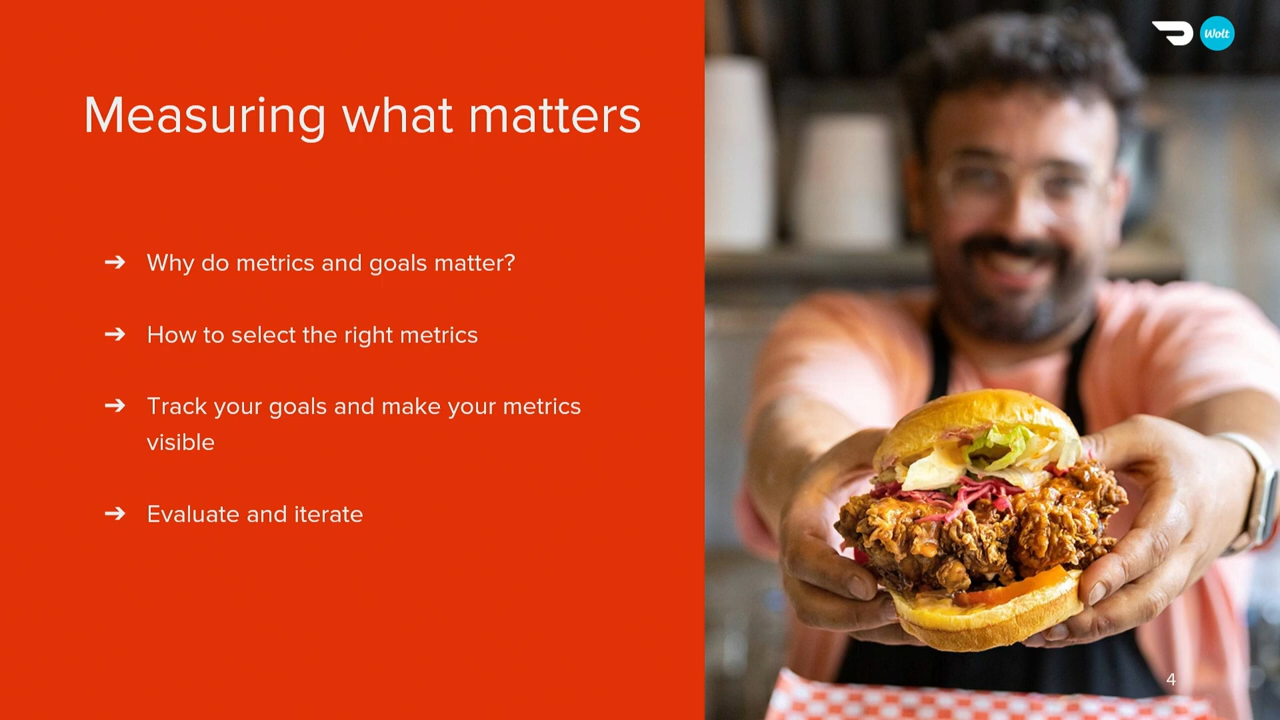 Measuring what matters
➔ Why do metrics and goals matter?
➔ How to select the right metrics
➔ Track your goals and make your metrics
visible
➔ Evaluate and iterate
Wolt
4